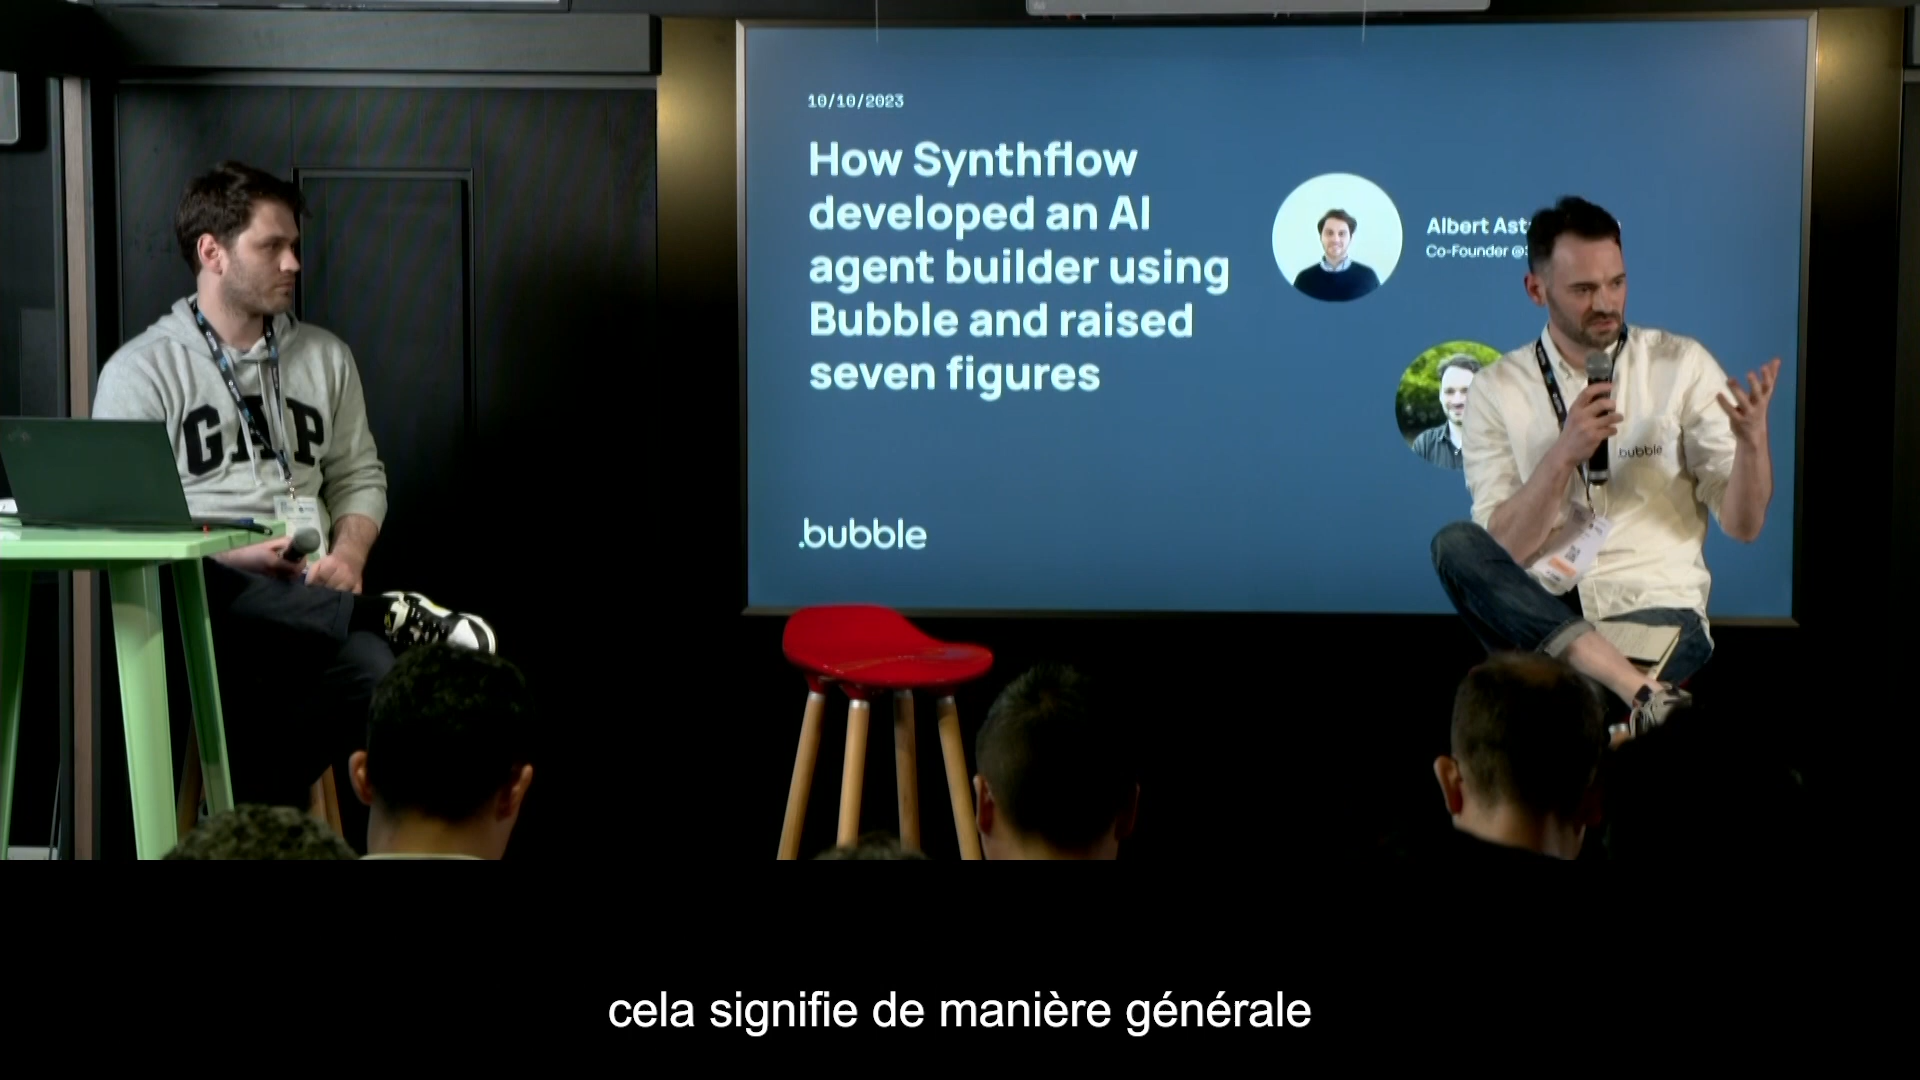 10/10/2023
How Synthflow
developed an AI
agent builder using
Bubble and raised
seven figures
Albert
Co-Founder
.bubble
GAP
.bubble
cela signifie de manière générale